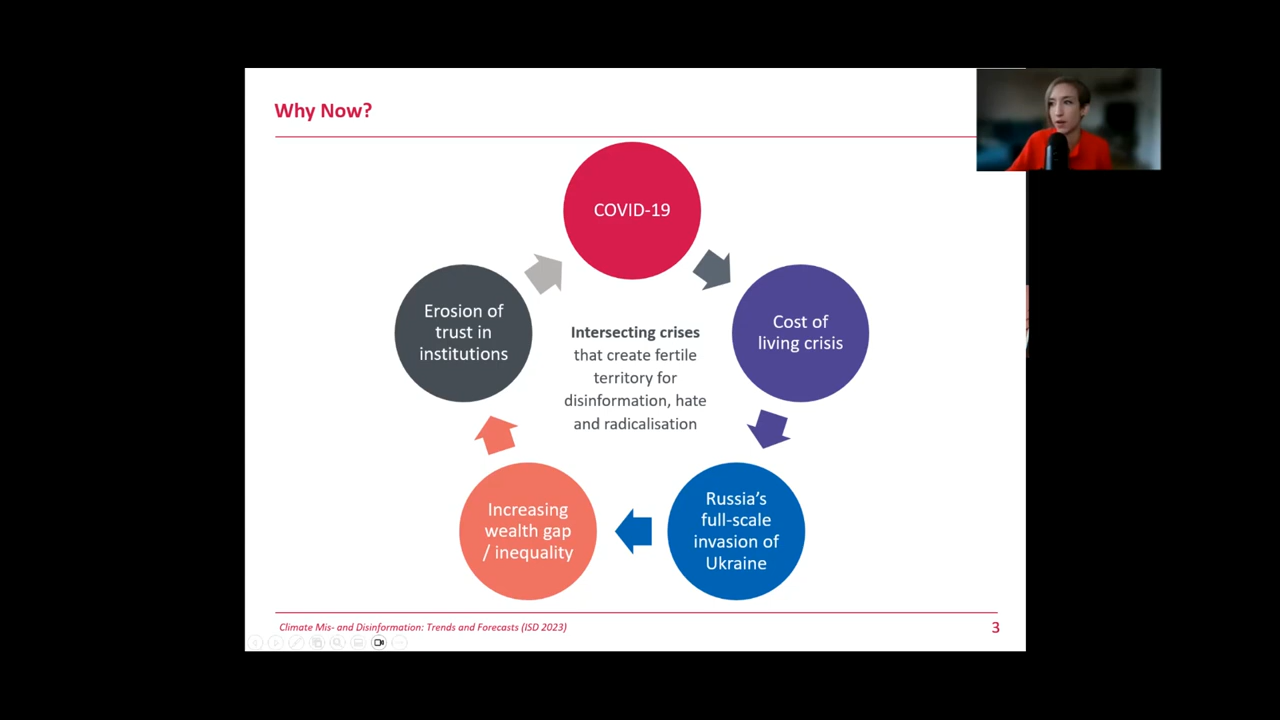 Why Now?
COVID-19
Cost of
living crisis
Russia's
full-scale
invasion of
Ukraine
Increasing
wealth gap
/ inequality
Erosion of
trust in
institutions
Intersecting crises
that create fertile
territory for
disinformation, hate
and radicalisation
Climate Mis- and Disinformation: Trends and Forecasts (ISD 2023)
3